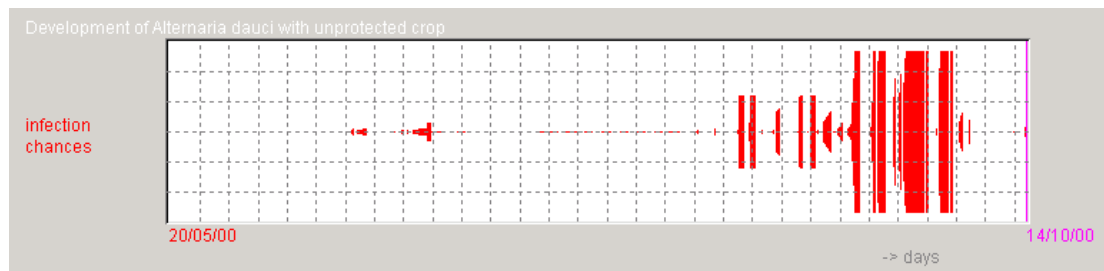 Development of Alternaria dauci with unprotected crop
infection
chances
20/05/00
14/10/00
-> days